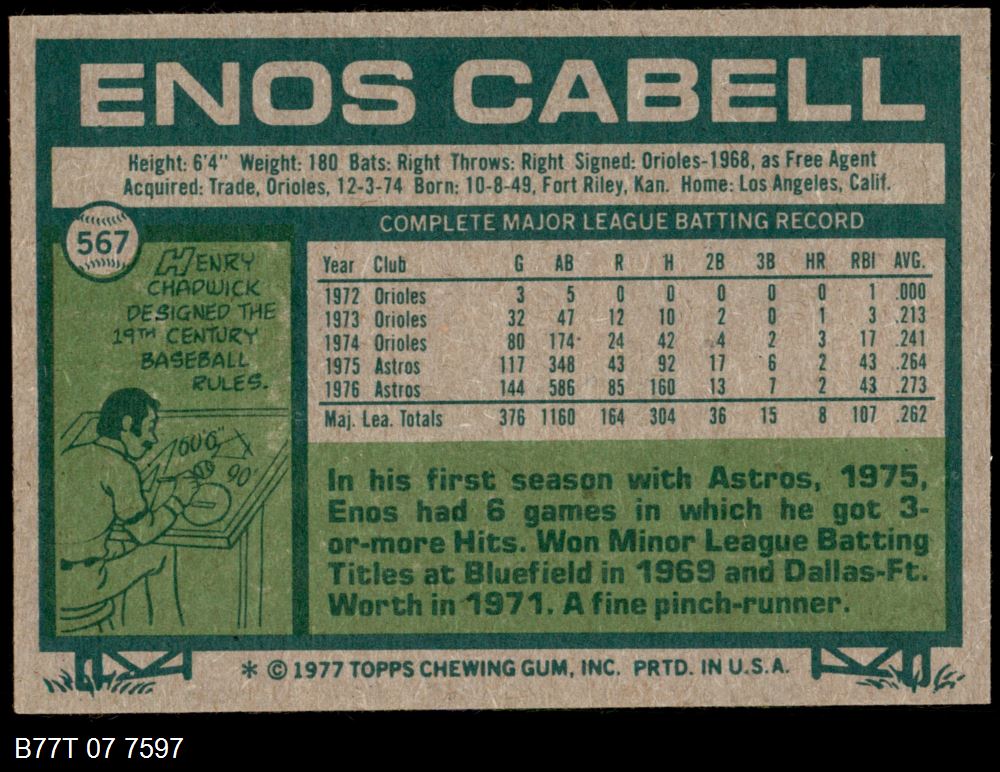 ENOS CABELL
Height: 6'4" Weight: 180 Bats: Right Throws: Right Signed: Orioles-1968, as Free Agent
Acquired: Trade, Orioles, 12-3-74 Born: 10-8-49, Fort Riley, Kan. Home: Los Angeles, Calif.
567
HENRY
CHADWICK
DESIGNED THE
19TH CENTURY
BASEBALL
RULES.
60'6"
90'
COMPLETE MAJOR LEAGUE BATTING RECORD
Year Club G AB R H 2B 3B HR RBI AVG.
1972 Orioles 3 5 0 0 0 0 0 1 .000
1973 Orioles 32 47 12 10 2 0 1 3 .213
1974 Orioles 80 174 24 42 4 2 3 17 .241
1975 Astros 117 348 43 92 17 6 2 43 .264
1976 Astros 144 586 85 160 13 7 2 43 .273
Maj. Lea. Totals 376 1160 164 304 36 15 8 107 .262
In his first season with Astros, 1975,
Enos had 6 games in which he got 3-
or-more Hits. Won Minor League Batting
Titles at Bluefield in 1969 and Dallas-Ft.
Worth in 1971. A fine pinch-runner.
* © 1977 TOPPS CHEWING GUM, INC. PRTD. IN U.S.A.
B77T 07 7597